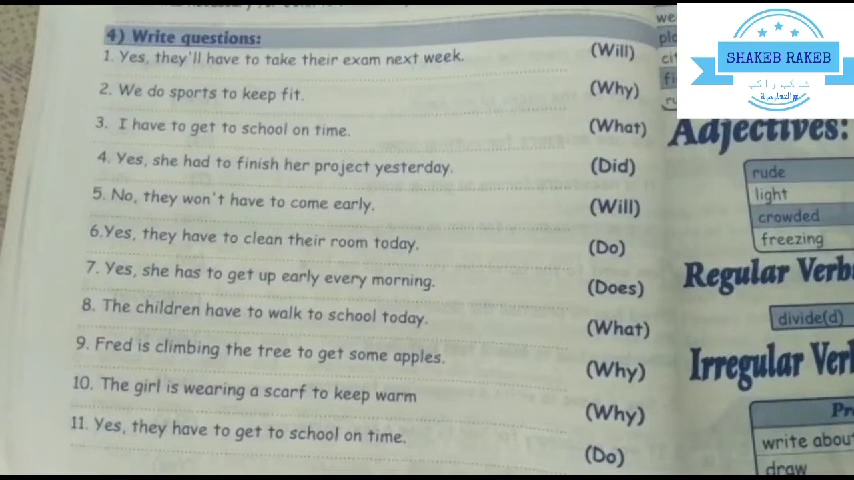 4) Write questions:
1. Yes, they'll have to take their exam next week. (Will)
2. We do sports to keep fit. (Why)
3. I have to get to school on time. (What)
4. Yes, she had to finish her project yesterday. (Did)
5. No, they won't have to come early. (Will)
6.Yes, they have to clean their room today. (Do)
7. Yes, she has to get up early every morning. (Does)
8. The children have to walk to school today. (What)
9. Fred is climbing the tree to get some apples. (Why)
10. The girl is wearing a scarf to keep warm (Why)
11. Yes, they have to get to school on time. (Do)
SHAKEB RAKEB
Adjectives:
rude
light
crowded
freezing
Regular Verb
divide(d)
Irregular Ver
Pr
write abou
draw